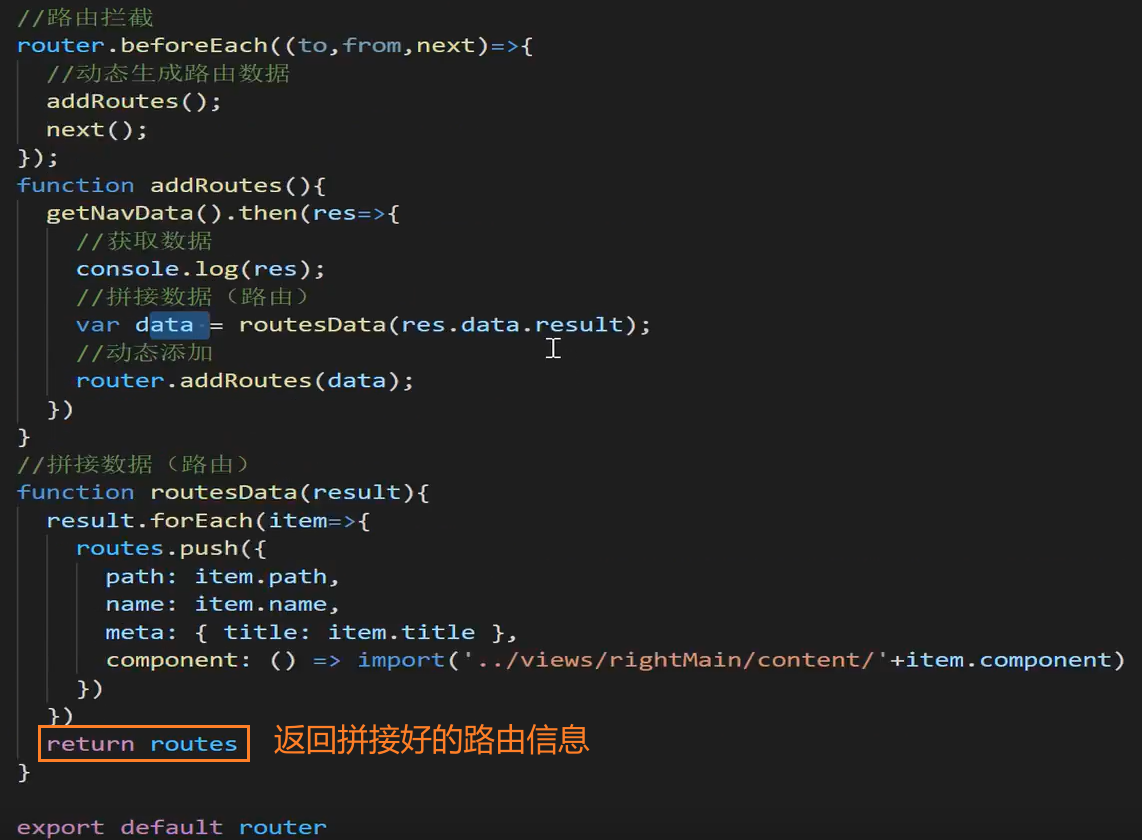 //路由拦截
router.beforeEach((to,from,next)=>{
//动态生成路由数据
addRoutes();
next();
});
function addRoutes(){
getNavData().then(res=>{
//获取数据
console.log(res);
//拼接数据（路由）
var data = routesData(res.data.result);
//动态添加
router.addRoutes(data);
})
}
//拼接数据（路由）
function routesData(result){
result.forEach(item=>{
routes.push({
path: item.path,
name: item.name,
meta: { title: item.title },
component: () => import('../views/rightMain/content/'+item.component)
})
})
return routes 返回拼接好的路由信息
}
export default router